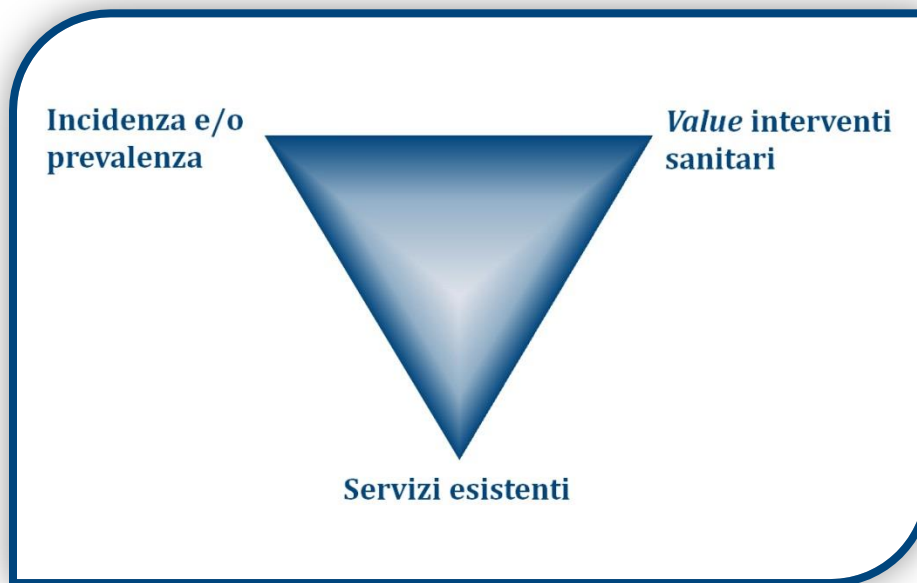 Incidenza e/o
prevalenza
Value interventi
sanitari
Servizi esistenti